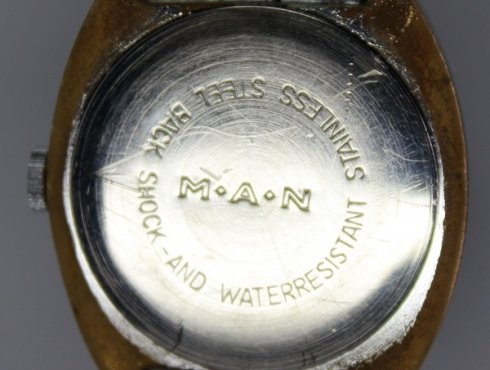 M·A·N
STAINLESS STEEL BACK
SHOCK-AND WATERRESISTANT